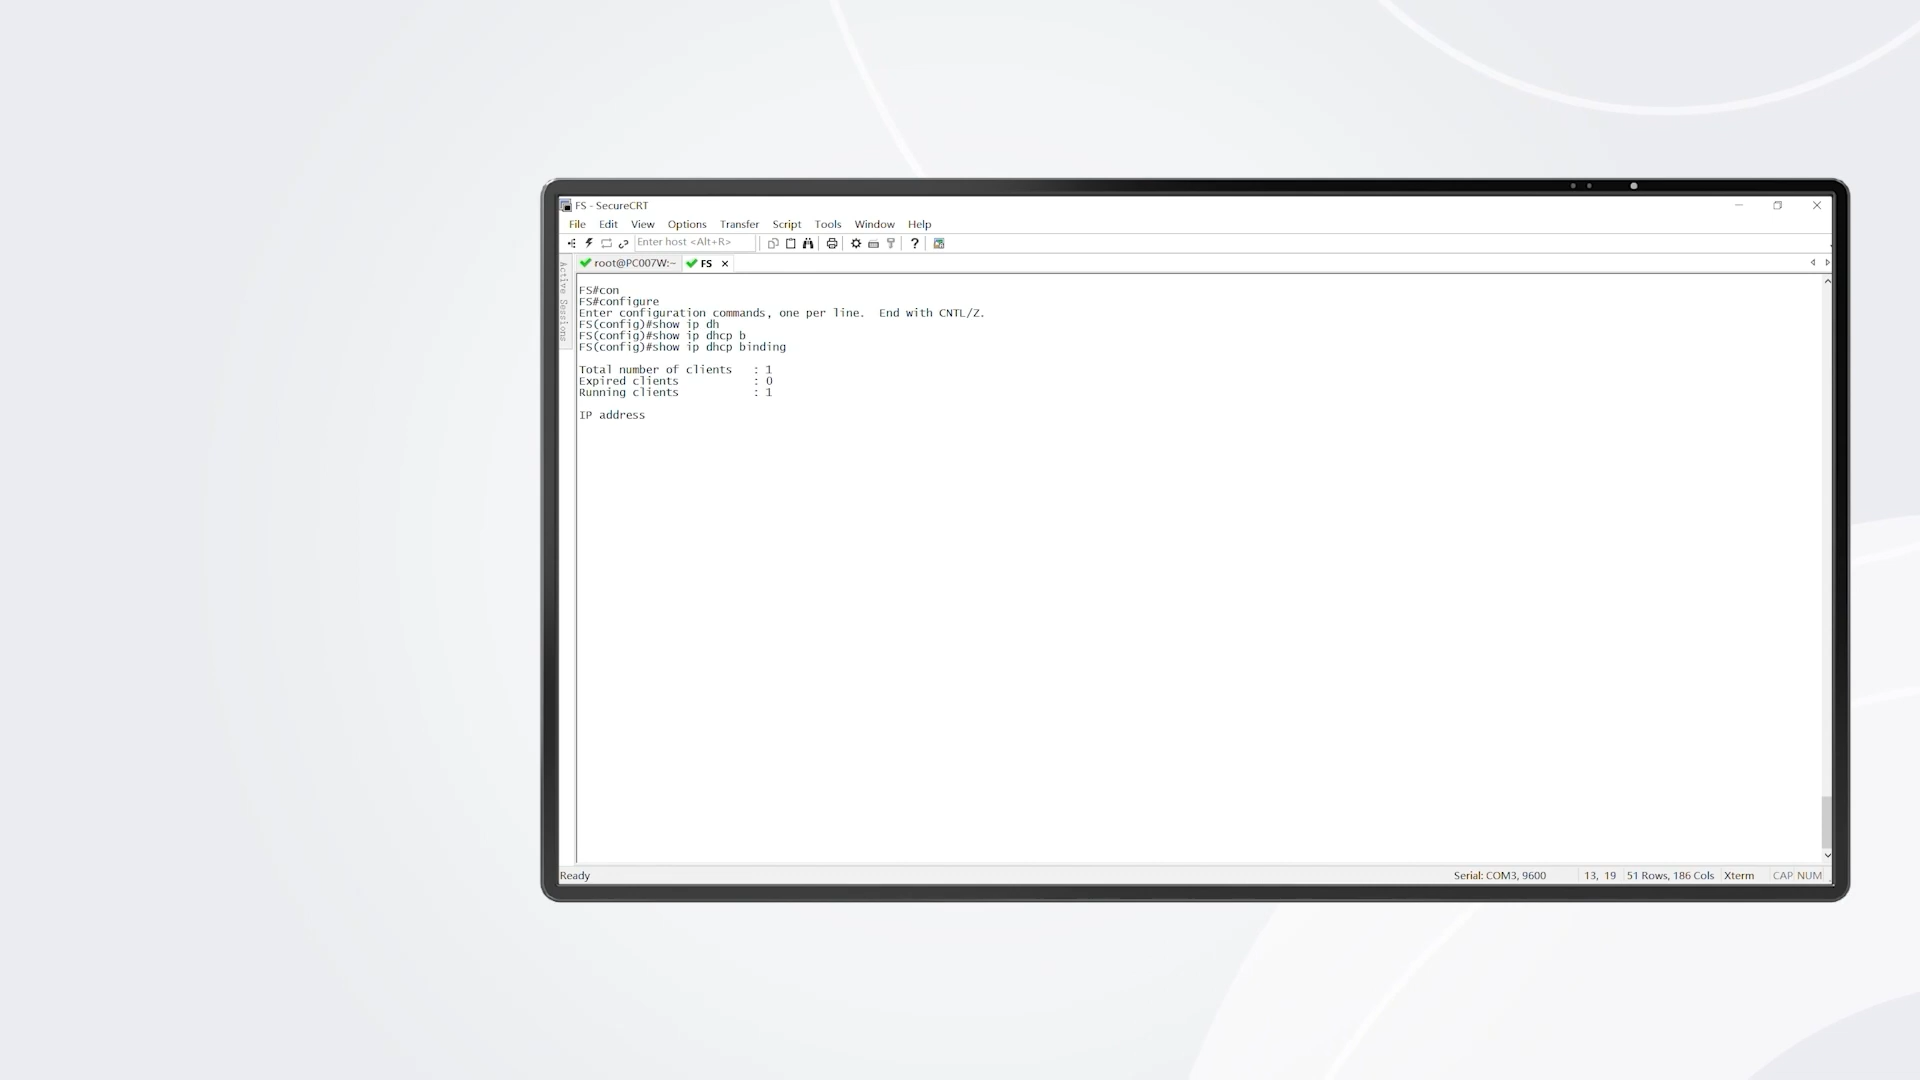 FS - SecureCRT
File Edit View Options Transfer Script Tools Window Help
Enter host <Alt+R>
root@PC007W:~ FS
Active Sessions
FS#con
FS#configure
Enter configuration commands, one per line.  End with CNTL/Z.
FS(config)#show ip dh
FS(config)#show ip dhcp b
FS(config)#show ip dhcp binding
Total number of clients   : 1
Expired clients           : 0
Running clients           : 1
IP address
Ready Serial: COM3, 9600 13, 19 51 Rows, 186 Cols Xterm CAP NUM